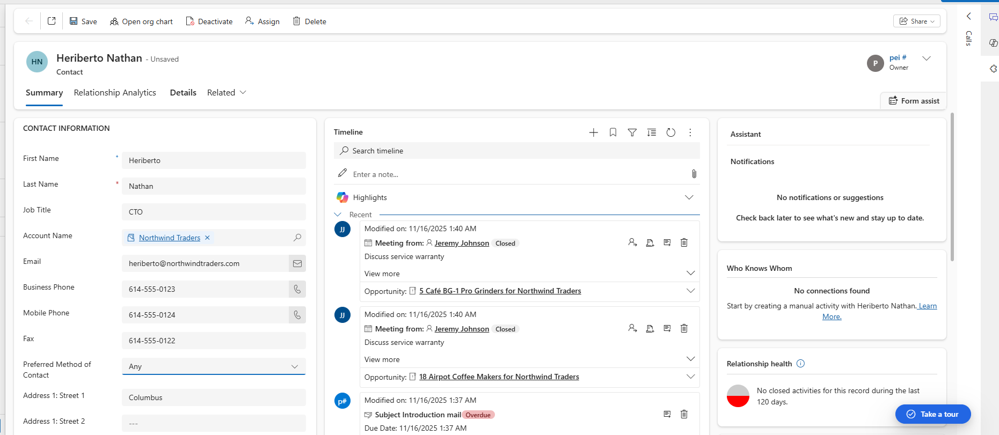 Save
Open org chart
Deactivate
Assign
Delete
Share
Calls
HN
Heriberto Nathan - Unsaved
Contact
P
pei #
Owner
Summary
Relationship Analytics
Details
Related
Form assist
CONTACT INFORMATION
First Name + Heriberto
Last Name * Nathan
Job Title CTO
Account Name Northwind Traders ×
Email heriberto@northwindtraders.com
Business Phone 614-555-0123
Mobile Phone 614-555-0124
Fax 614-555-0122
Preferred Method of
Contact
Any
Address 1: Street 1 Columbus
Address 1: Street 2 ---
Timeline
Search timeline
Enter a note...
Highlights
Recent
JJ
Modified on: 11/16/2025 1:40 AM
Meeting from: Jeremy Johnson Closed
Discuss service warranty
View more
Opportunity: 5 Café BG-1 Pro Grinders for Northwind Traders
JJ
Modified on: 11/16/2025 1:40 AM
Meeting from: Jeremy Johnson Closed
Discuss service warranty
View more
Opportunity: 18 Airpot Coffee Makers for Northwind Traders
p#
Modified on: 11/16/2025 1:37 AM
Subject Introduction mail Overdue
Due Date: 11/16/2025 1:37 AM
Assistant
Notifications
No notifications or suggestions
Check back later to see what's new and stay up to date.
Who Knows Whom
No connections found
Start by creating a manual activity with Heriberto Nathan. Learn
More.
Relationship health
No closed activities for this record during the last
120 days.
Take a tour